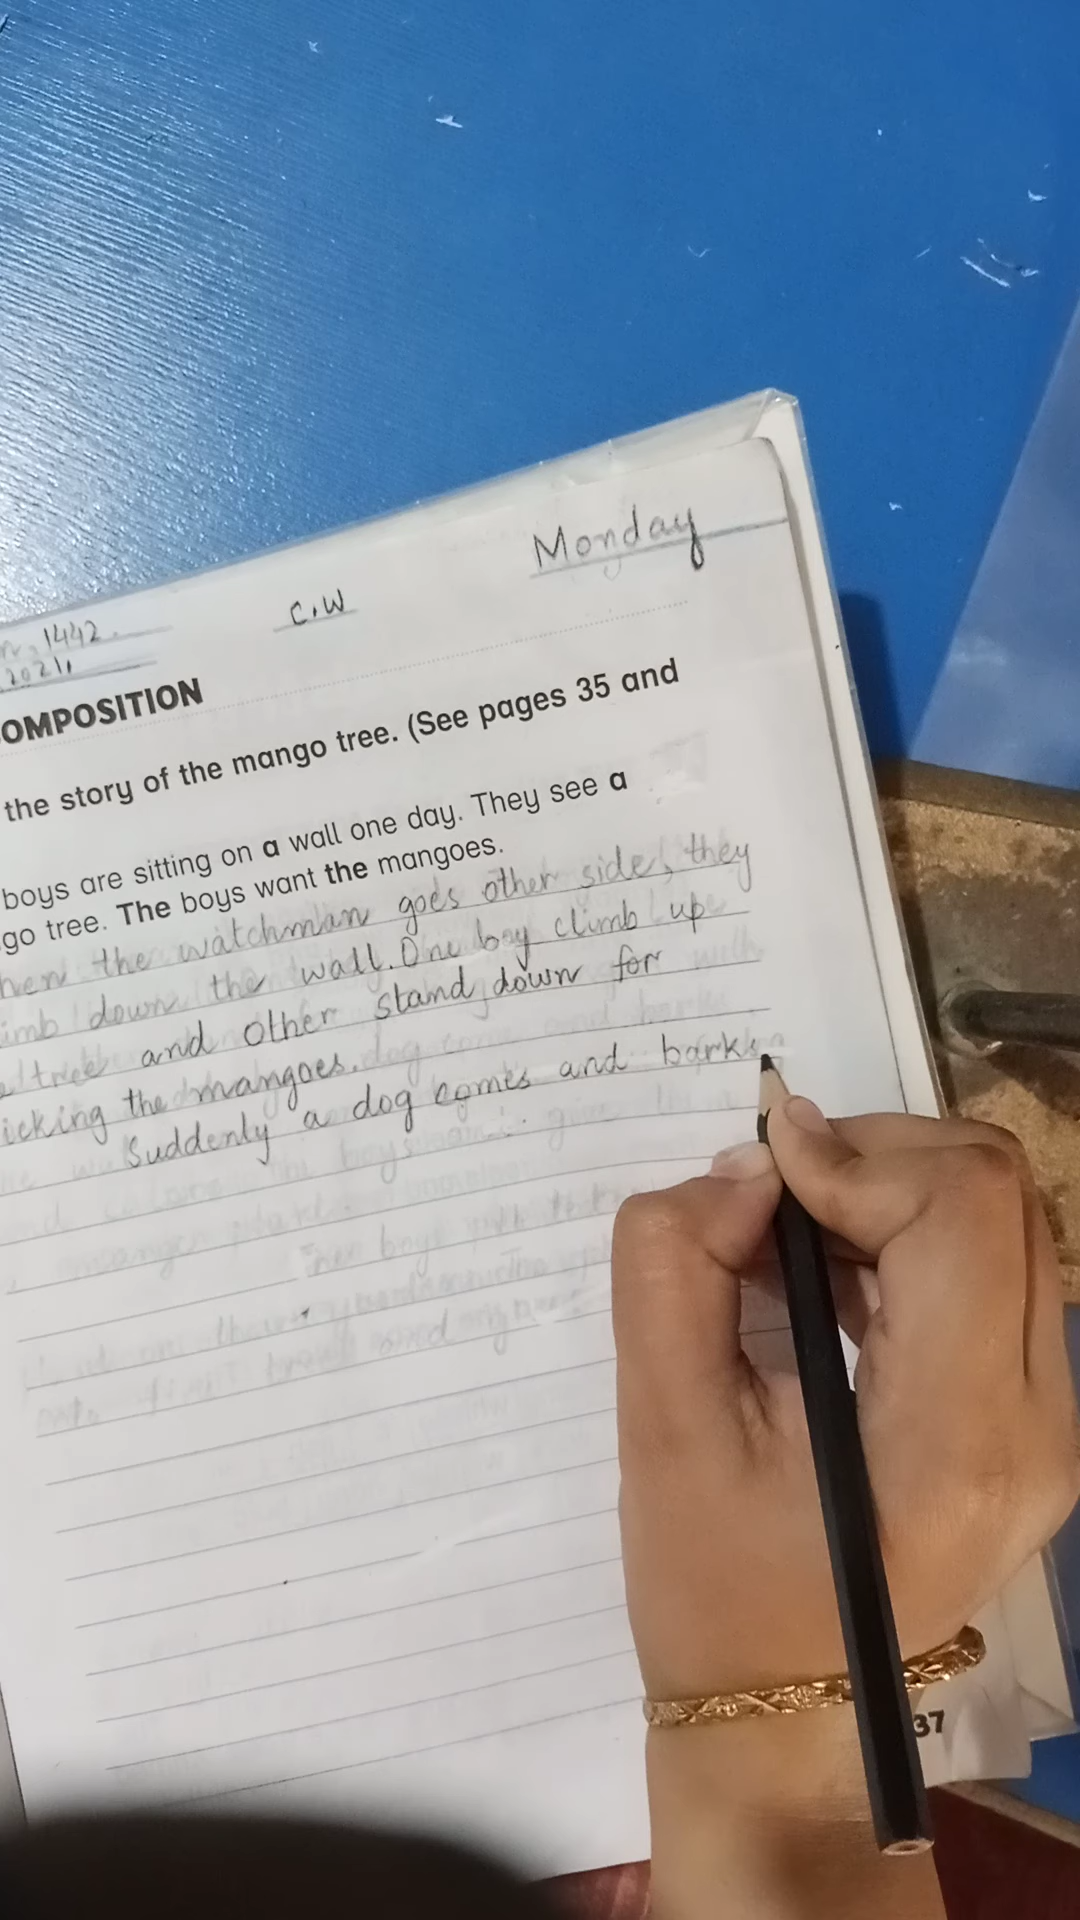 Monday
C.W
1442
2021
OMPOSITION
the story of the mango tree. (See pages 35 and
boys are sitting on a wall one day. They see a
go tree. The boys want the mangoes.
hen the watchman goes other side, they
imb down the wall. One boy climb up
tree and other stand down for
icking the mangoes.
Suddenly a dog comes and barks
37